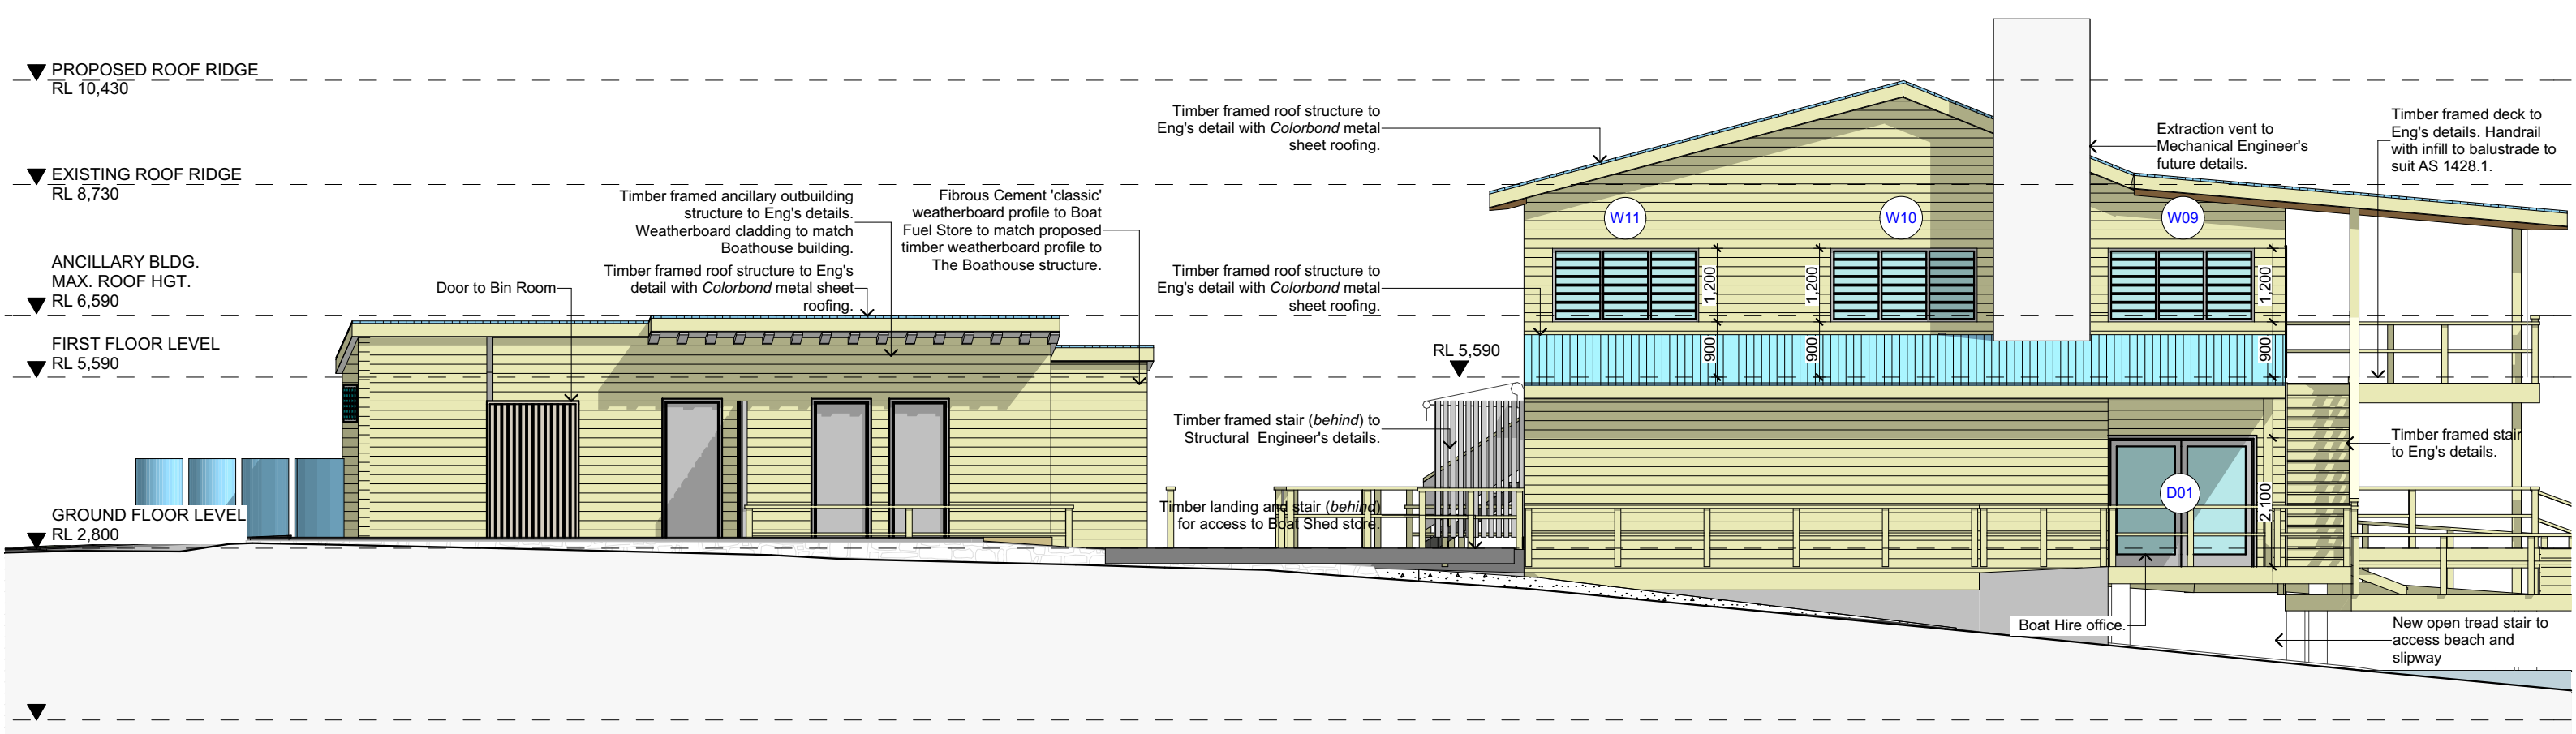 PROPOSED ROOF RIDGE
RL 10,430
EXISTING ROOF RIDGE
RL 8,730
ANCILLARY BLDG.
MAX. ROOF HGT.
RL 6,590
FIRST FLOOR LEVEL
RL 5,590
GROUND FLOOR LEVEL
RL 2,800
Door to Bin Room
Timber framed ancillary outbuilding
structure to Eng's details.
Weatherboard cladding to match
Boathouse building.
Timber framed roof structure to Eng's
detail with Colorbond metal sheet
roofing.
Fibrous Cement 'classic'
weatherboard profile to Boat
Fuel Store to match proposed
timber weatherboard profile to
The Boathouse structure.
Timber framed roof structure to
Eng's detail with Colorbond metal
sheet roofing.
Timber framed roof structure to
Eng's detail with Colorbond metal
sheet roofing.
RL 5,590
Timber framed stair (behind) to
Structural Engineer's details.
Timber landing and stair (behind)
for access to Boat Shed store.
W11
W10
W09
1,200
1,200
1,200
900
900
900
D01
2,100
Extraction vent to
Mechanical Engineer's
future details.
Timber framed deck to
Eng's details. Handrail
with infill to balustrade to
suit AS 1428.1.
Timber framed stair
to Eng's details.
Boat Hire office.
New open tread stair to
access beach and
slipway